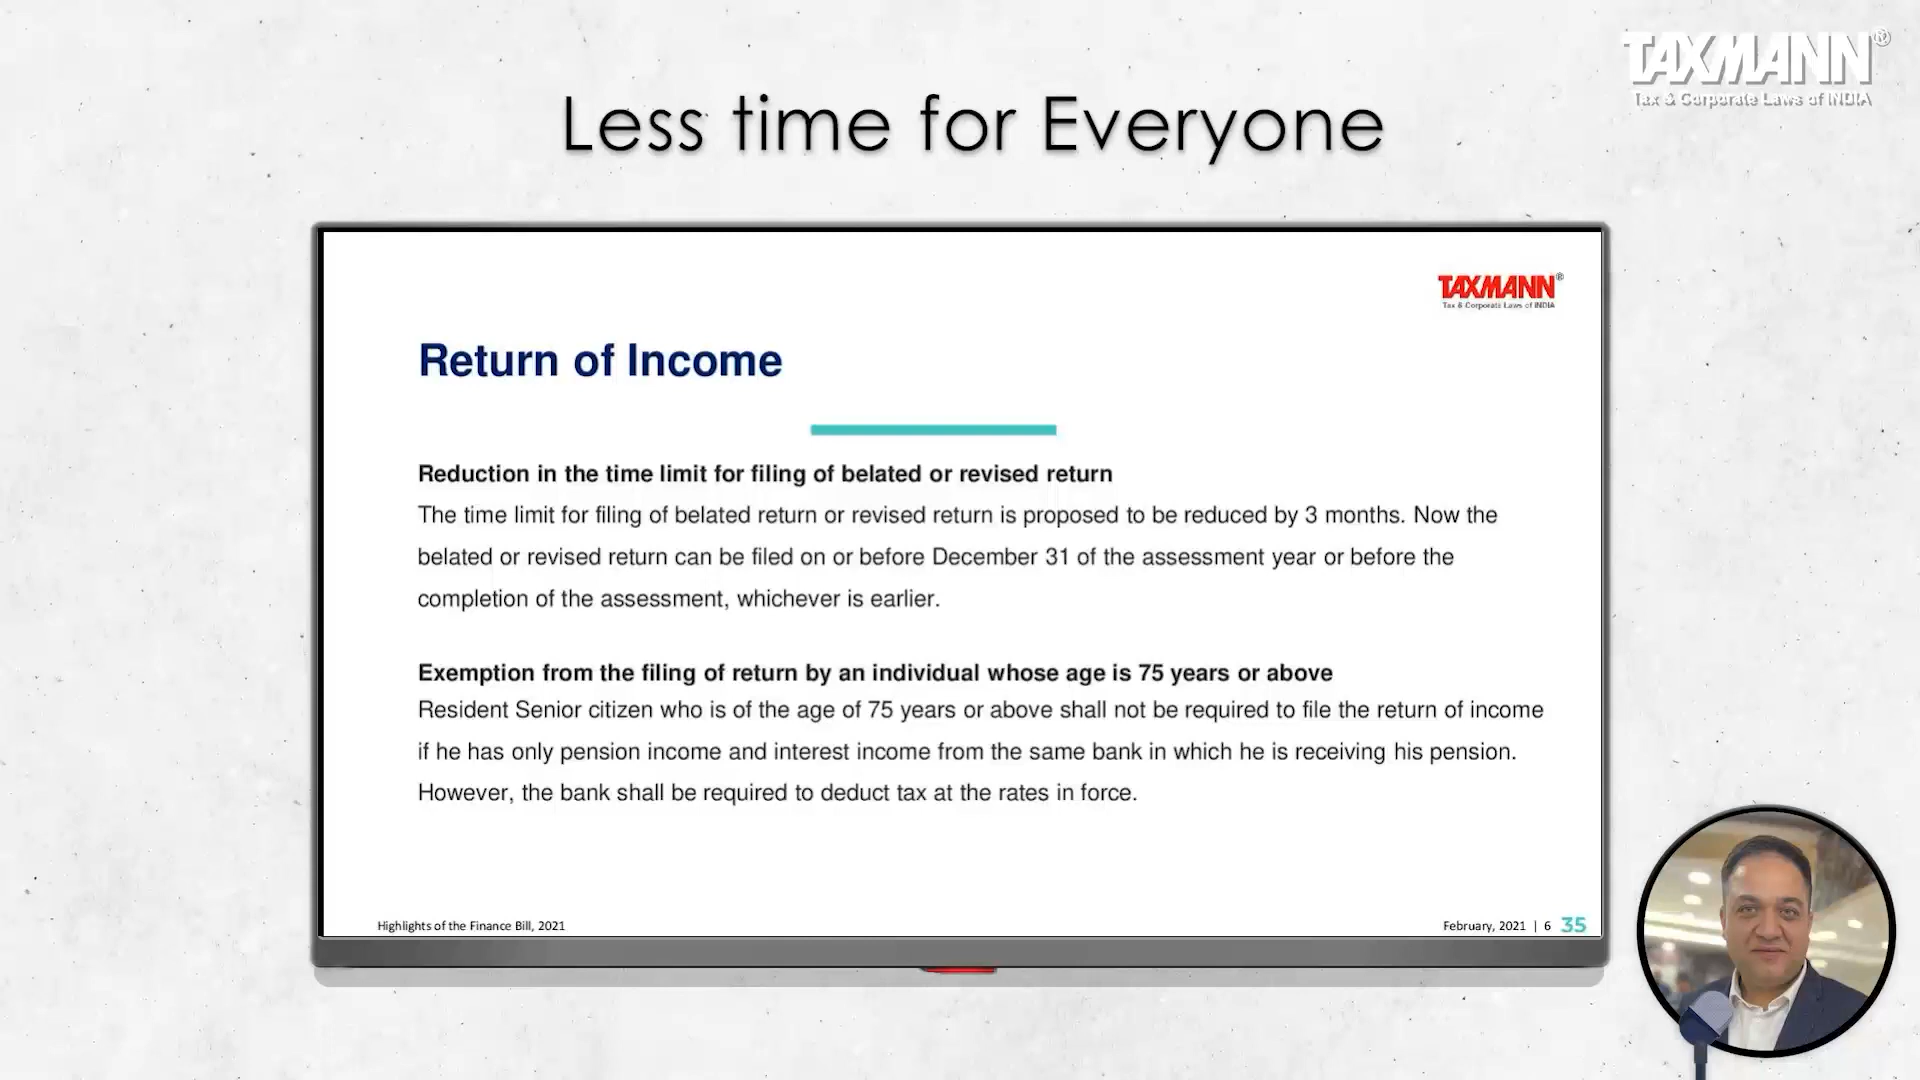 TAXMANN®
Tax & Corporate Laws of INDIA
Less time for Everyone
TAXMANN®
Tax & Corporate Laws of INDIA
Return of Income
Reduction in the time limit for filing of belated or revised return
The time limit for filing of belated return or revised return is proposed to be reduced by 3 months. Now the
belated or revised return can be filed on or before December 31 of the assessment year or before the
completion of the assessment, whichever is earlier.
Exemption from the filing of return by an individual whose age is 75 years or above
Resident Senior citizen who is of the age of 75 years or above shall not be required to file the return of income
if he has only pension income and interest income from the same bank in which he is receiving his pension.
However, the bank shall be required to deduct tax at the rates in force.
Highlights of the Finance Bill, 2021
February, 2021 | 6 35